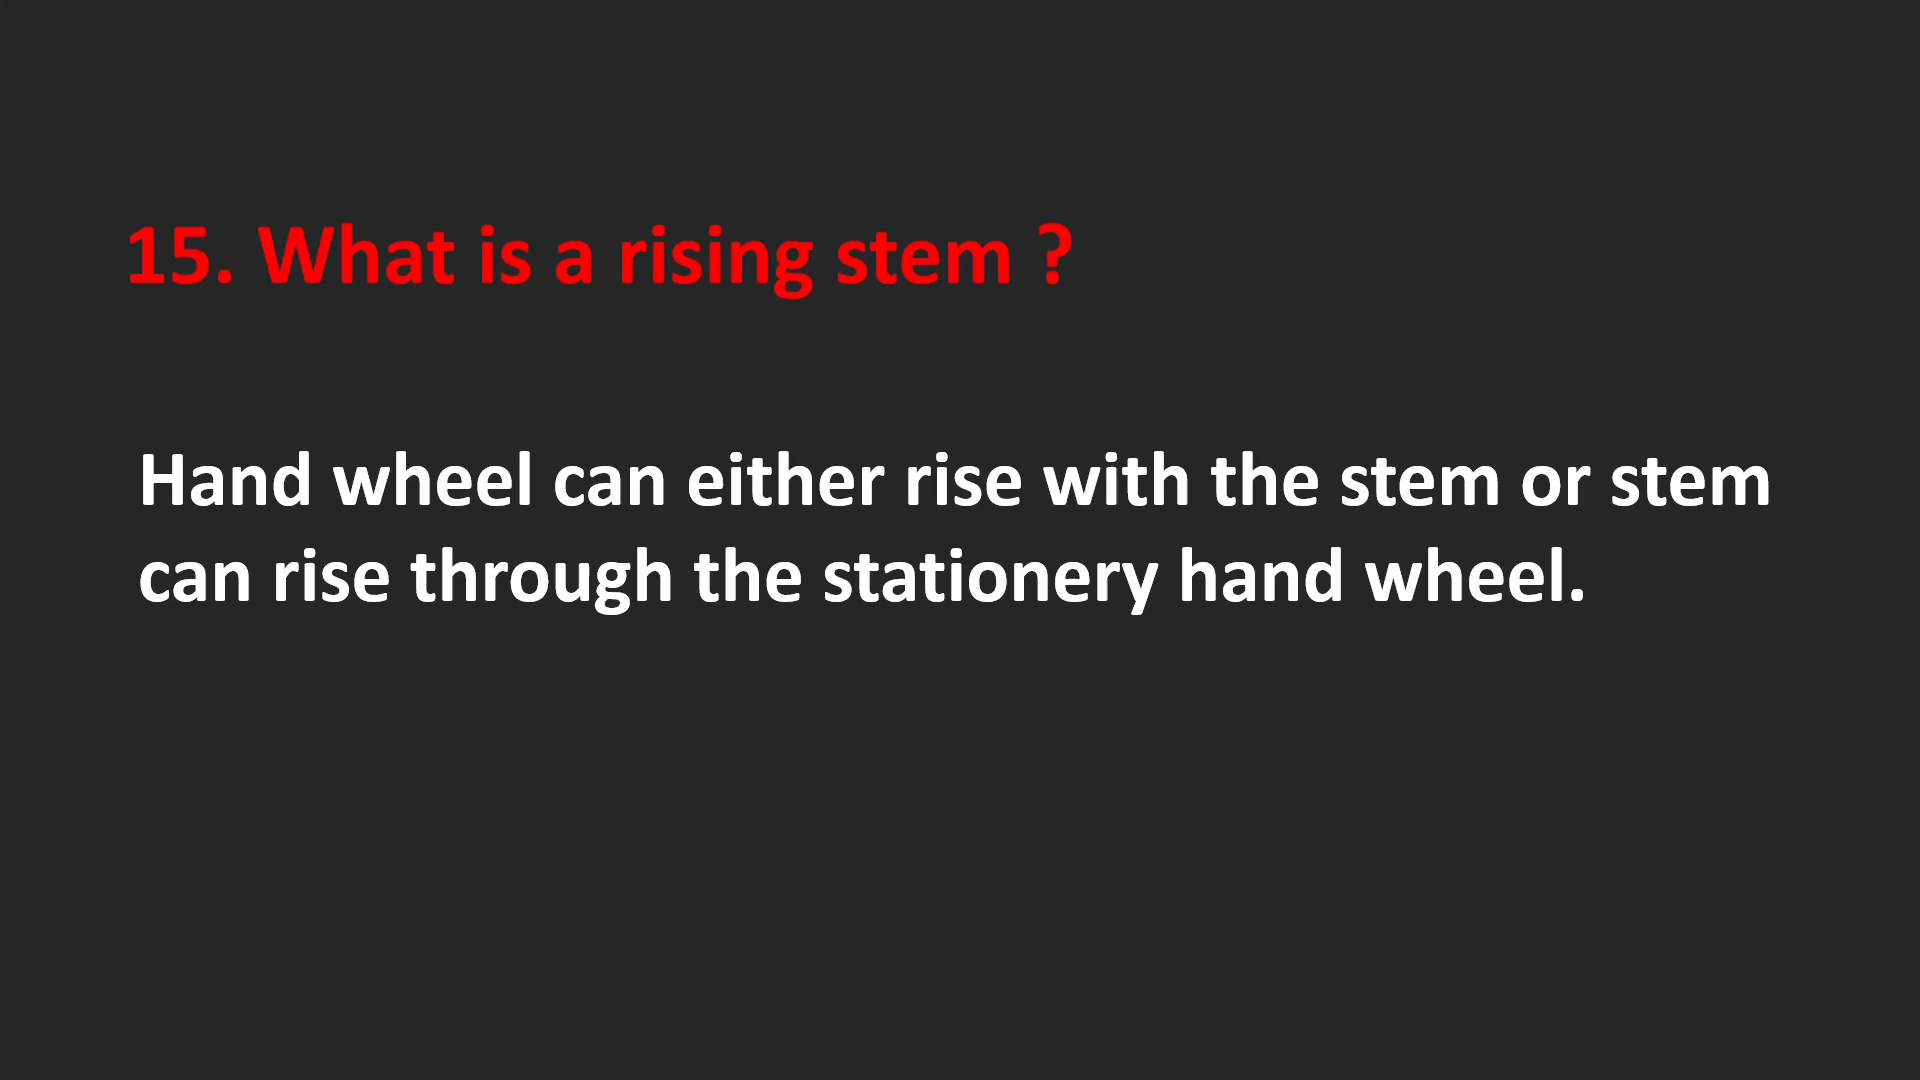 15. What is a rising stem ?
Hand wheel can either rise with the stem or stem
can rise through the stationery hand wheel.